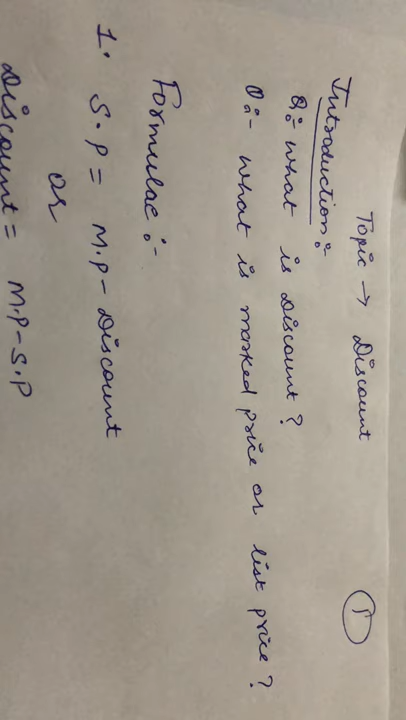 Topic → Discount
①
Introduction:-
Q:- what is Discount?
Q:- what is marked price or list price?
Formulae:-
1. S.P = M.P - Discount
or
Discount = M.P - S.P